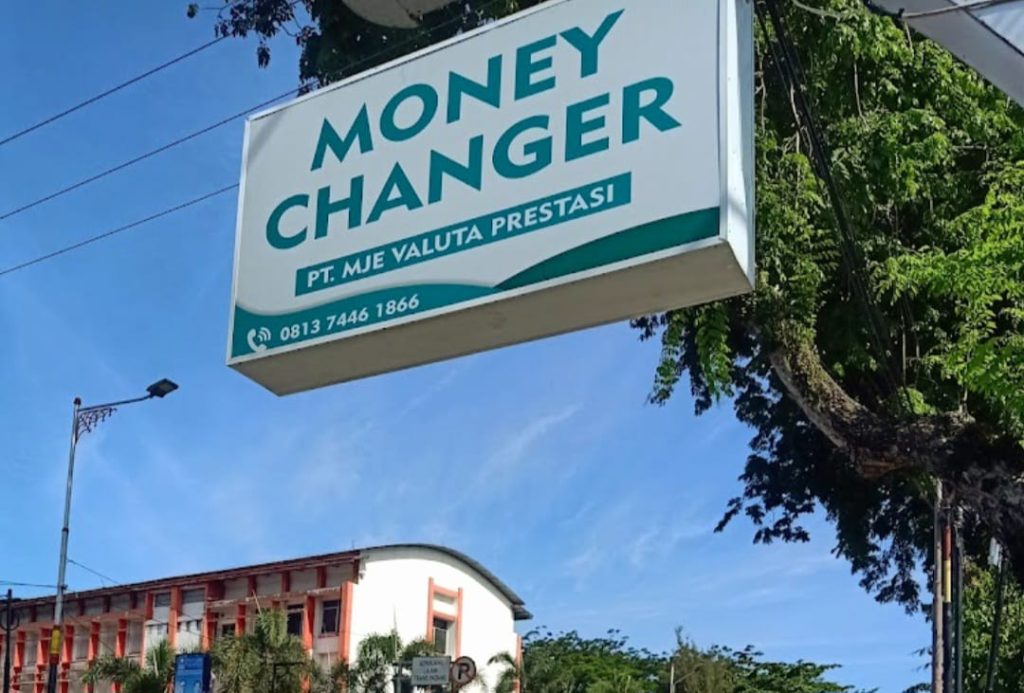 MONEY
CHANGER
PT. MJE VALUTA PRESTASI
0813 7446 1866
P